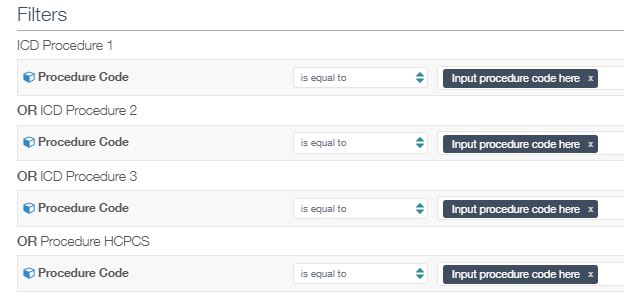 Filters
ICD Procedure 1
Procedure Code is equal to Input procedure code here x
OR ICD Procedure 2
Procedure Code is equal to Input procedure code here x
OR ICD Procedure 3
Procedure Code is equal to Input procedure code here x
OR Procedure HCPCS
Procedure Code is equal to Input procedure code here x